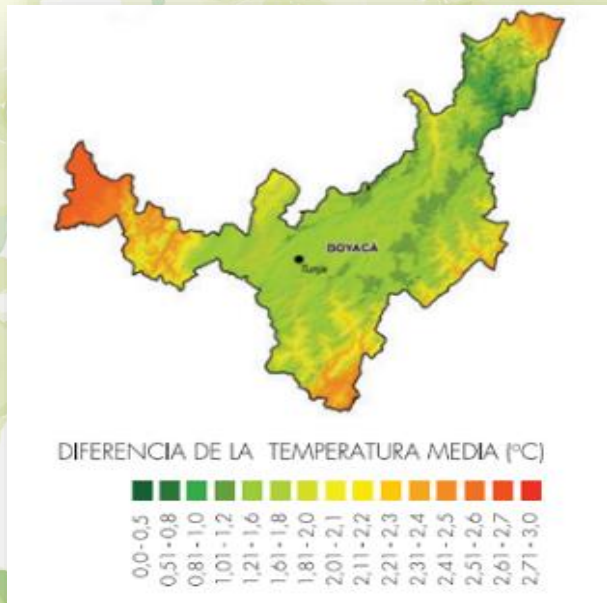 BOYACÁ
Tunja
DIFERENCIA DE LA TEMPERATURA MEDIA (ºC)
0,0 - 0,5
0,51 - 0,8
0,81 - 1,0
1,01 - 1,2
1,21 - 1,6
1,61 - 1,8
1,81 - 2,0
2,01 - 2,1
2,11 - 2,2
2,21 - 2,3
2,31 - 2,4
2,41 - 2,5
2,51 - 2,6
2,61 - 2,7
2,71 - 3,0